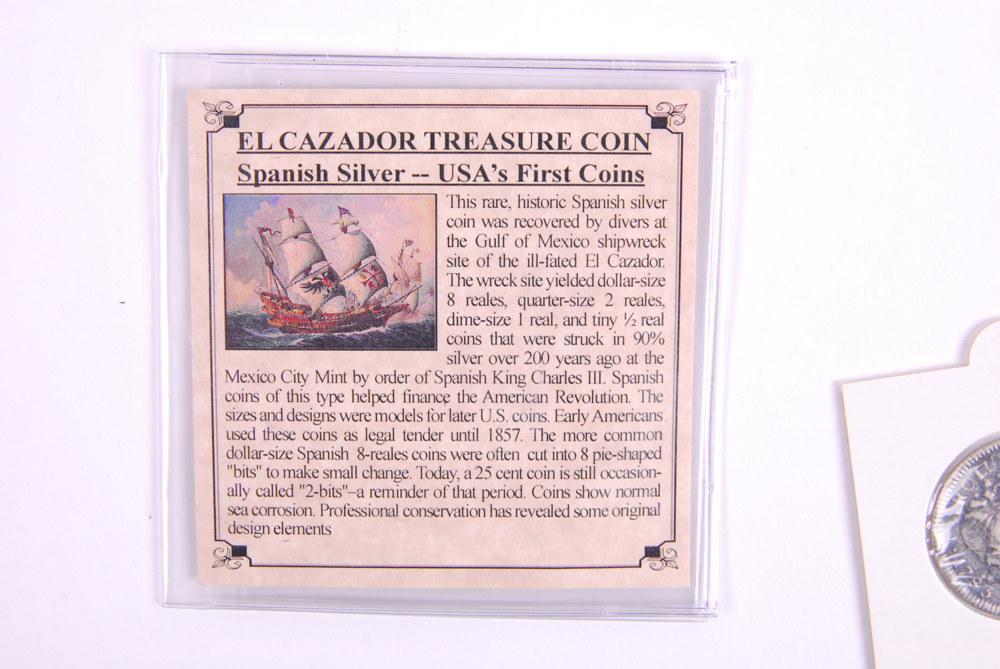 EL CAZADOR TREASURE COIN
Spanish Silver -- USA's First Coins
This rare, historic Spanish silver
coin was recovered by divers at
the Gulf of Mexico shipwreck
site of the ill-fated El Cazador.
The wreck site yielded dollar-size
8 reales, quarter-size 2 reales,
dime-size 1 real, and tiny ½ real
coins that were struck in 90%
silver over 200 years ago at the
Mexico City Mint by order of Spanish King Charles III. Spanish
coins of this type helped finance the American Revolution. The
sizes and designs were models for later U.S. coins. Early Americans
used these coins as legal tender until 1857. The more common
dollar-size Spanish 8-reales coins were often cut into 8 pie-shaped
"bits" to make small change. Today, a 25 cent coin is still occasion-
ally called "2-bits"–a reminder of that period. Coins show normal
sea corrosion. Professional conservation has revealed some original
design elements